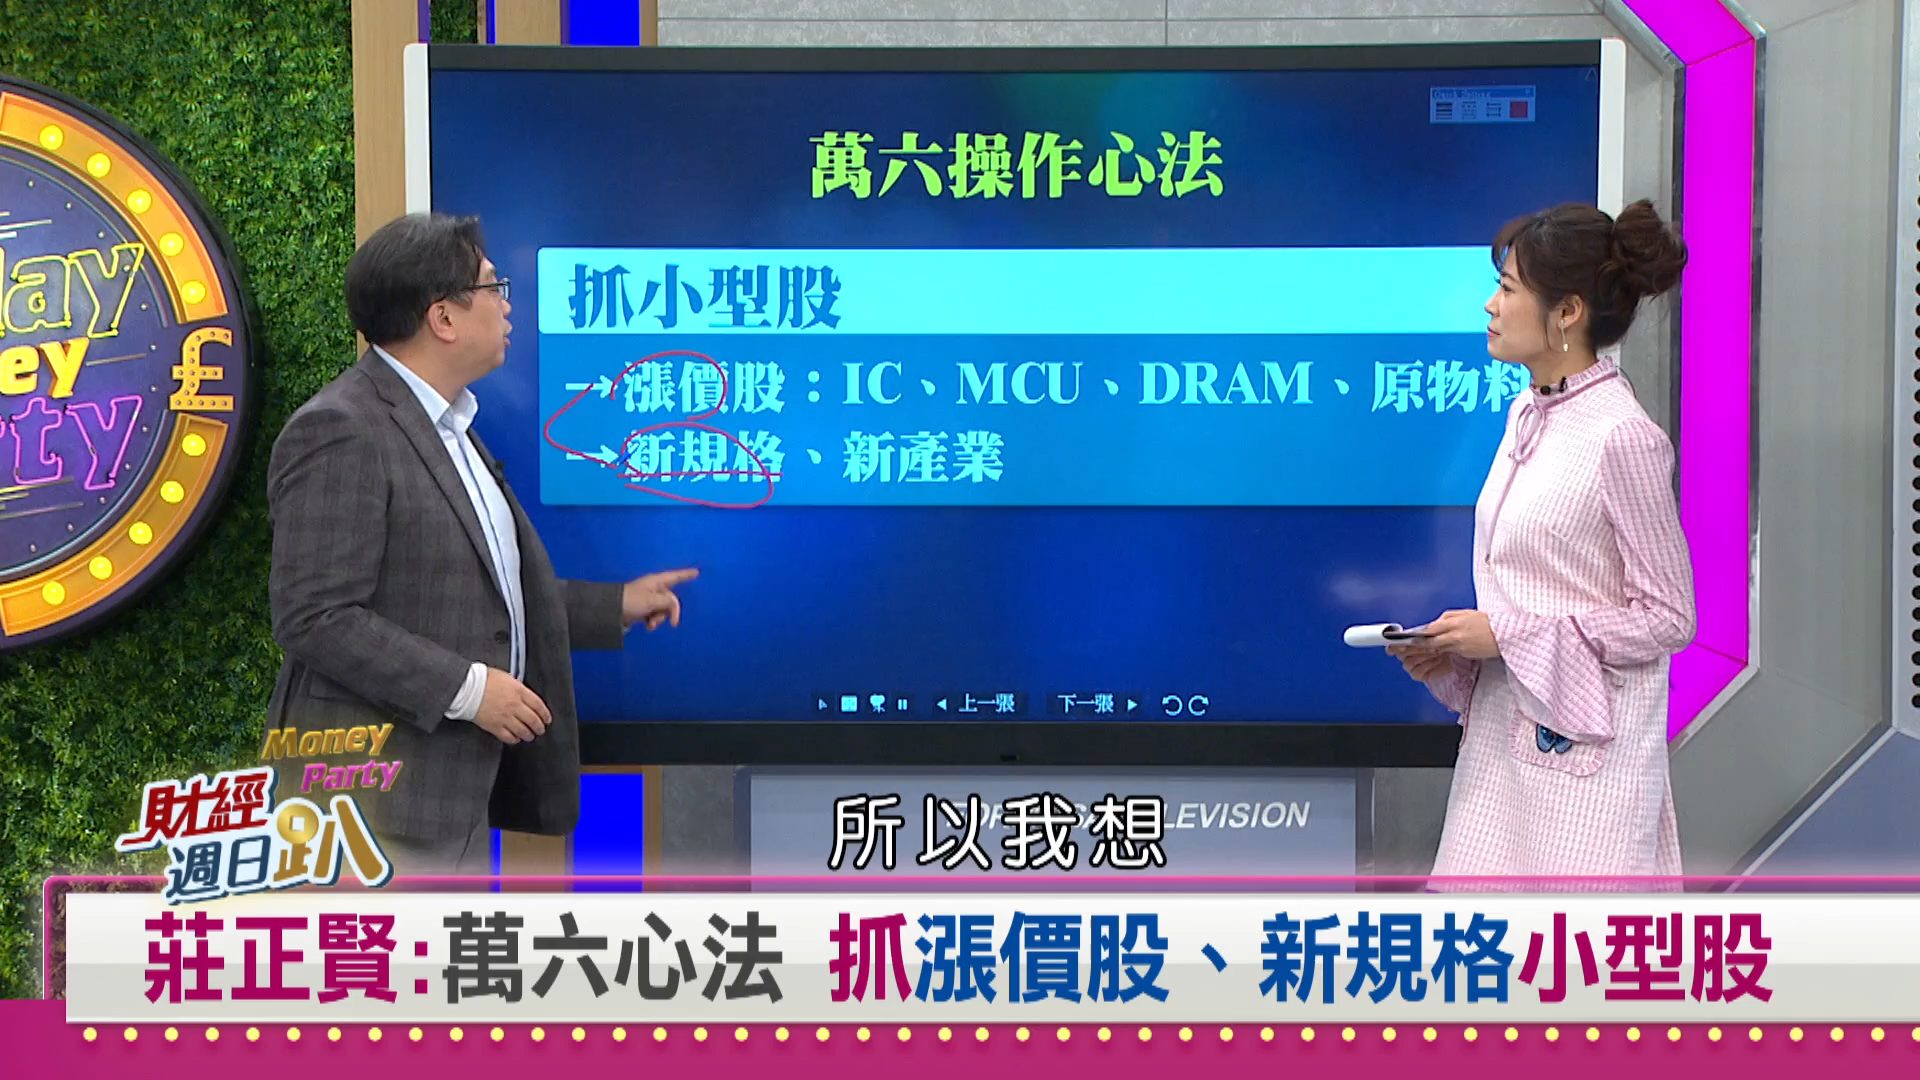 萬六操作心法
抓小型股
→漲價股：IC、MCU、DRAM、原物料
→新規格、新產業
上一張 下一張
Money
Party
財經
週日趴
所以我想
莊正賢:萬六心法 抓漲價股、新規格小型股